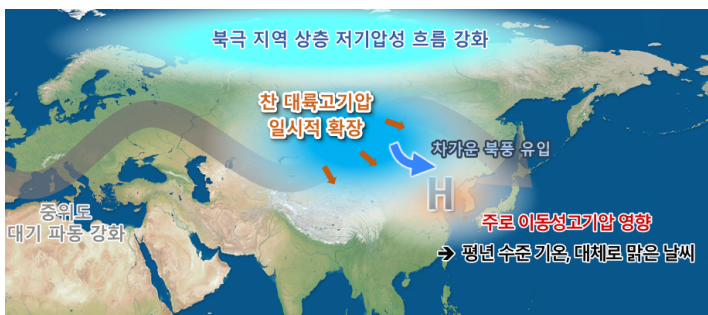 북극 지역 상층 저기압성 흐름 강화
찬 대륙고기압
일시적 확장
차가운 북풍 유입
H
중위도
대기 파동 강화
주로 이동성고기압 영향
➔ 평년 수준 기온, 대체로 맑은 날씨